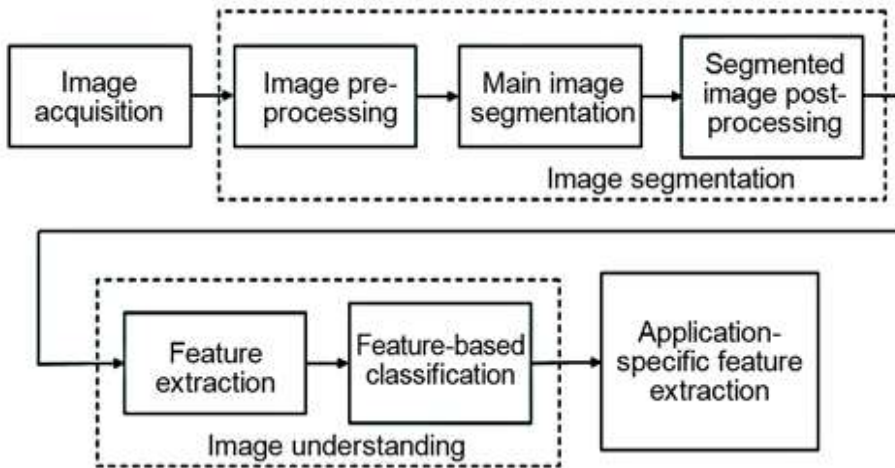 Image
acquisition
Image pre-
processing
Main image
segmentation
Segmented
image post-
processing
Image segmentation
Feature
extraction
Feature-based
classification
Application-
specific feature
extraction
Image understanding